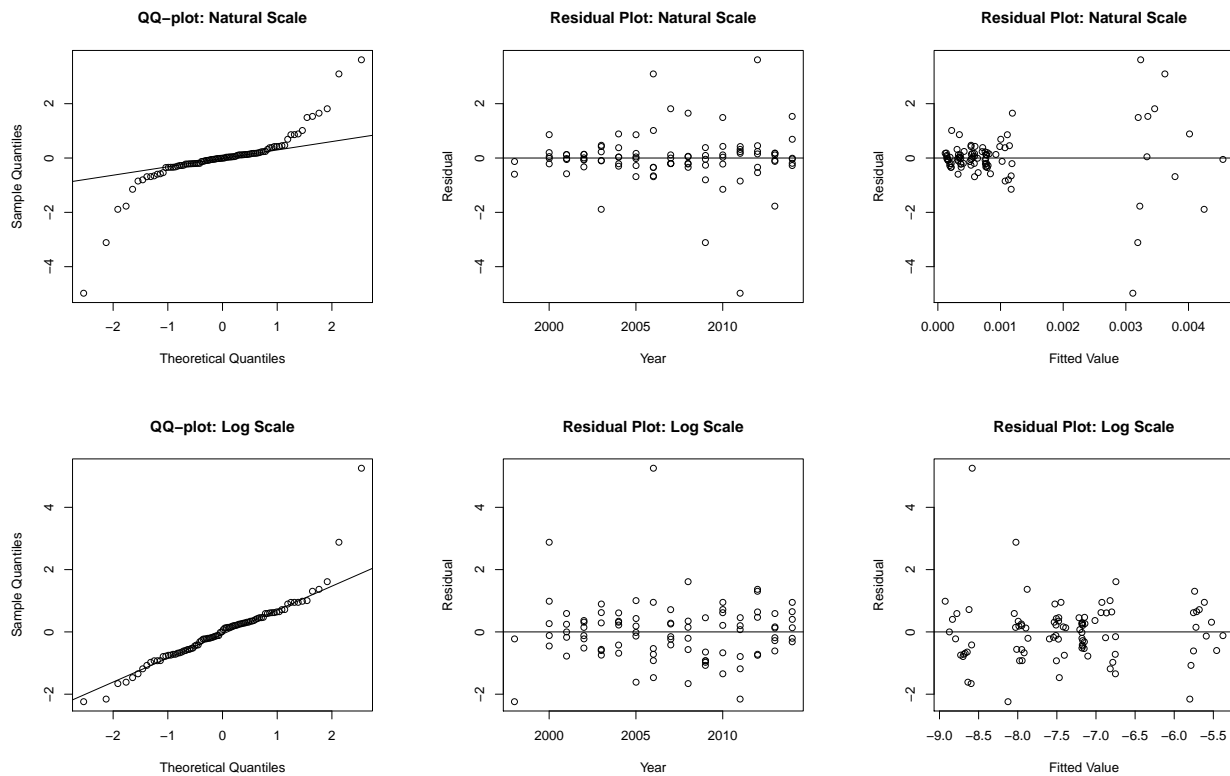 QQ−plot: Natural Scale
Sample Quantiles
2
0
−2
−4
−2 −1 0 1 2
Theoretical Quantiles
Residual Plot: Natural Scale
Residual
2
0
−2
−4
2000 2005 2010
Year
Residual Plot: Natural Scale
Residual
2
0
−2
−4
0.000 0.001 0.002 0.003 0.004
Fitted Value
QQ−plot: Log Scale
Sample Quantiles
4
2
0
−2
−2 −1 0 1 2
Theoretical Quantiles
Residual Plot: Log Scale
Residual
4
2
0
−2
2000 2005 2010
Year
Residual Plot: Log Scale
Residual
4
2
0
−2
−9.0 −8.5 −8.0 −7.5 −7.0 −6.5 −6.0 −5.5
Fitted Value